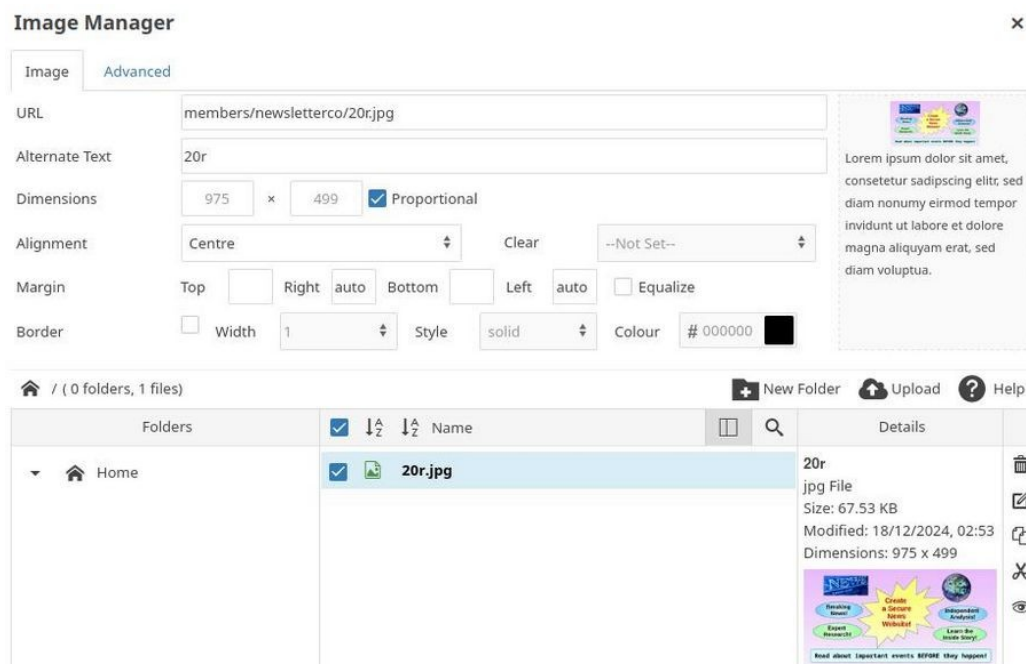 Image Manager ×
Image Advanced
URL members/newsletterco/20r.jpg
Alternate Text 20r
Dimensions 975 × 499 Proportional
Alignment Centre Clear --Not Set--
Margin Top Right auto Bottom Left auto Equalize
Border Width 1 Style solid Colour # 000000
Lorem ipsum dolor sit amet,
consetetur sadipscing elitr, sed
diam nonumy eirmod tempor
invidunt ut labore et dolore
magna aliquyam erat, sed
diam voluptua.
/ ( 0 folders, 1 files) New Folder Upload ? Help
Folders A Z A Z Name Details
Home
20r.jpg
20r
jpg File
Size: 67.53 KB
Modified: 18/12/2024, 02:53
Dimensions: 975 x 499
NEWS
Create
a Secure
News
Website!
Breaking
News!
Independent
Analysis!
Expert
Research!
Learn the
Inside Story!
Read about important events BEFORE they happen!